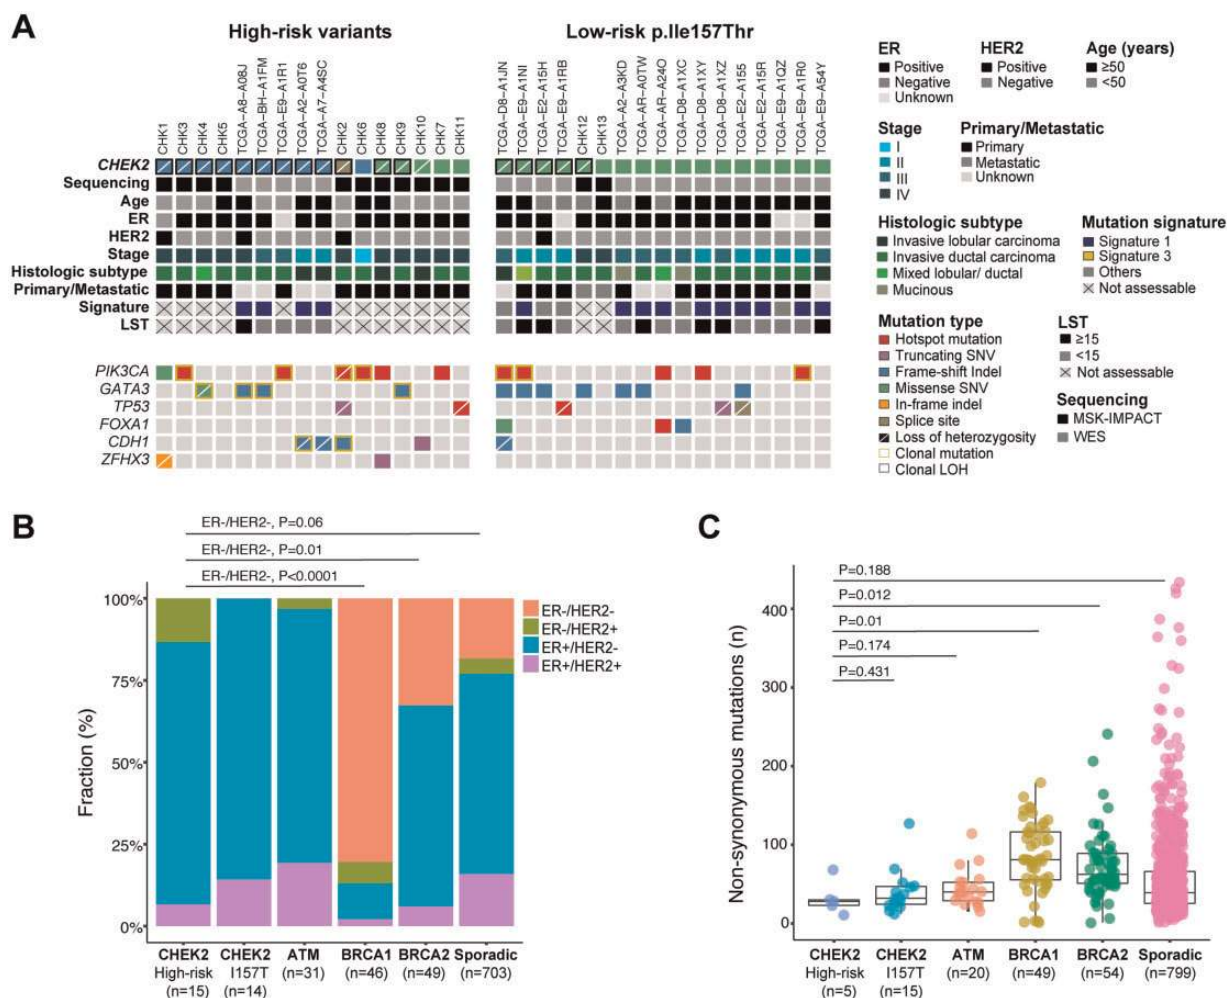 A
High-risk variants
Low-risk p.Ile157Thr
CHK1
CHK3
CHK4
CHK5
TCGA-A8-A08J
TCGA-BH-A1FM
TCGA-E9-A1R1
TCGA-A2-A0T6
TCGA-A7-A4SC
CHK2
CHK6
CHK8
CHK9
CHK10
CHK7
CHK11
TCGA-D8-A1JN
TCGA-E9-A1NI
TCGA-E2-A15H
TCGA-E9-A1RB
CHK12
CHK13
TCGA-A2-A3KD
TCGA-AR-A0TW
TCGA-AR-A24O
TCGA-D8-A1XC
TCGA-D8-A1XY
TCGA-D8-A1XZ
TCGA-E2-A155
TCGA-E2-A15R
TCGA-E9-A1QZ
TCGA-E9-A1R0
TCGA-E9-A54Y
CHEK2
Sequencing
Age
ER
HER2
Stage
Histologic subtype
Primary/Metastatic
Signature
LST
PIK3CA
GATA3
TP53
FOXA1
CDH1
ZFHX3
ER
Positive
Negative
Unknown
HER2
Positive
Negative
Age (years)
≥50
<50
Stage
I
II
III
IV
Primary/Metastatic
Primary
Metastatic
Unknown
Histologic subtype
Invasive lobular carcinoma
Invasive ductal carcinoma
Mixed lobular/ ductal
Mucinous
Mutation signature
Signature 1
Signature 3
Others
Not assessable
Mutation type
Hotspot mutation
Truncating SNV
Frame-shift Indel
Missense SNV
In-frame indel
Splice site
Loss of heterozygosity
Clonal mutation
Clonal LOH
LST
≥15
<15
Not assessable
Sequencing
MSK-IMPACT
WES
B
ER-/HER2-, P=0.06
ER-/HER2-, P=0.01
ER-/HER2-, P<0.0001
Fraction (%)
100%
75%
50%
25%
0%
ER-/HER2-
ER-/HER2+
ER+/HER2-
ER+/HER2+
CHEK2
High-risk
(n=15)
CHEK2
I157T
(n=14)
ATM
(n=31)
BRCA1
(n=46)
BRCA2
(n=49)
Sporadic
(n=703)
C
P=0.188
P=0.012
P=0.01
P=0.174
P=0.431
Non-synonymous mutations (n)
400
300
200
100
0
CHEK2
High-risk
(n=5)
CHEK2
I157T
(n=15)
ATM
(n=20)
BRCA1
(n=49)
BRCA2
(n=54)
Sporadic
(n=799)